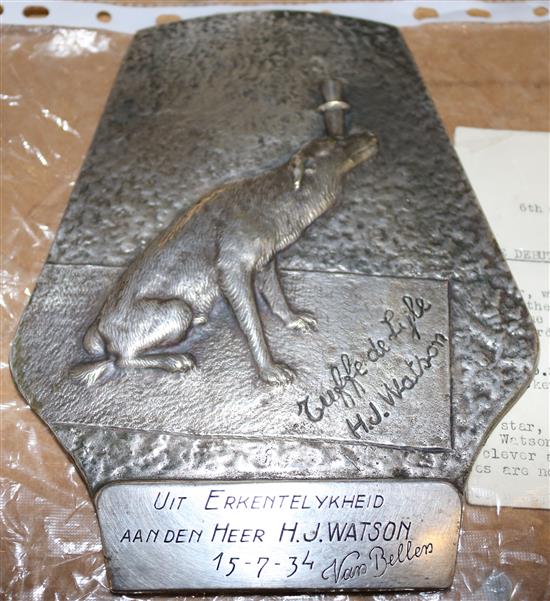 Truffe de Lyle
H.J. Watson
UIT ERKENTELYKHEID
AAN DEN HEER H.J. WATSON
15-7-34 Van Bellen
6th
DEBUT
star,
Watson
clever
es are no